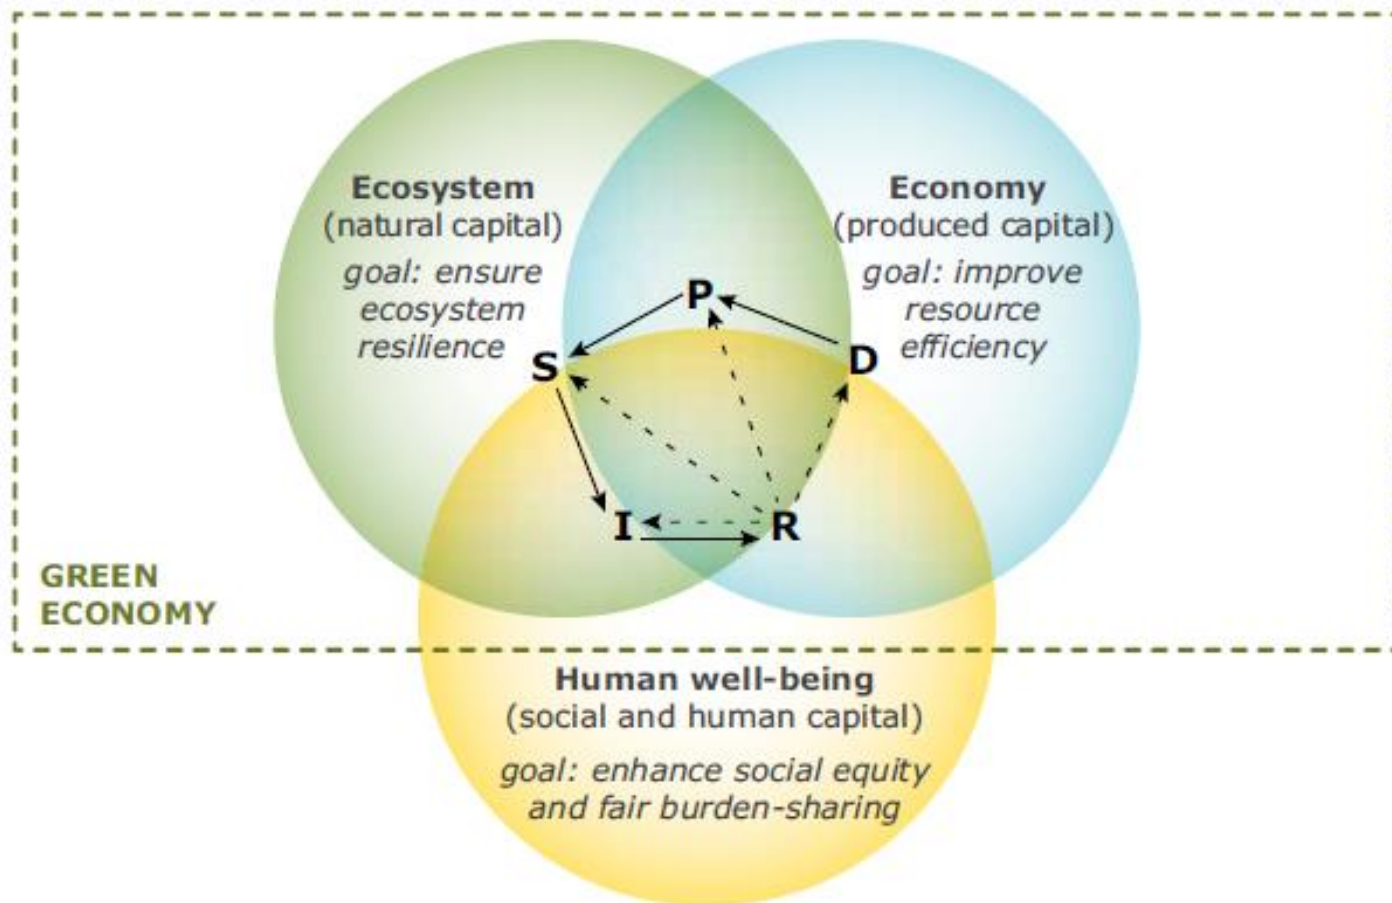 Ecosystem
(natural capital)
goal: ensure
ecosystem
resilience
Economy
(produced capital)
goal: improve
resource
efficiency
P
S
D
I
R
GREEN
ECONOMY
Human well-being
(social and human capital)
goal: enhance social equity
and fair burden-sharing